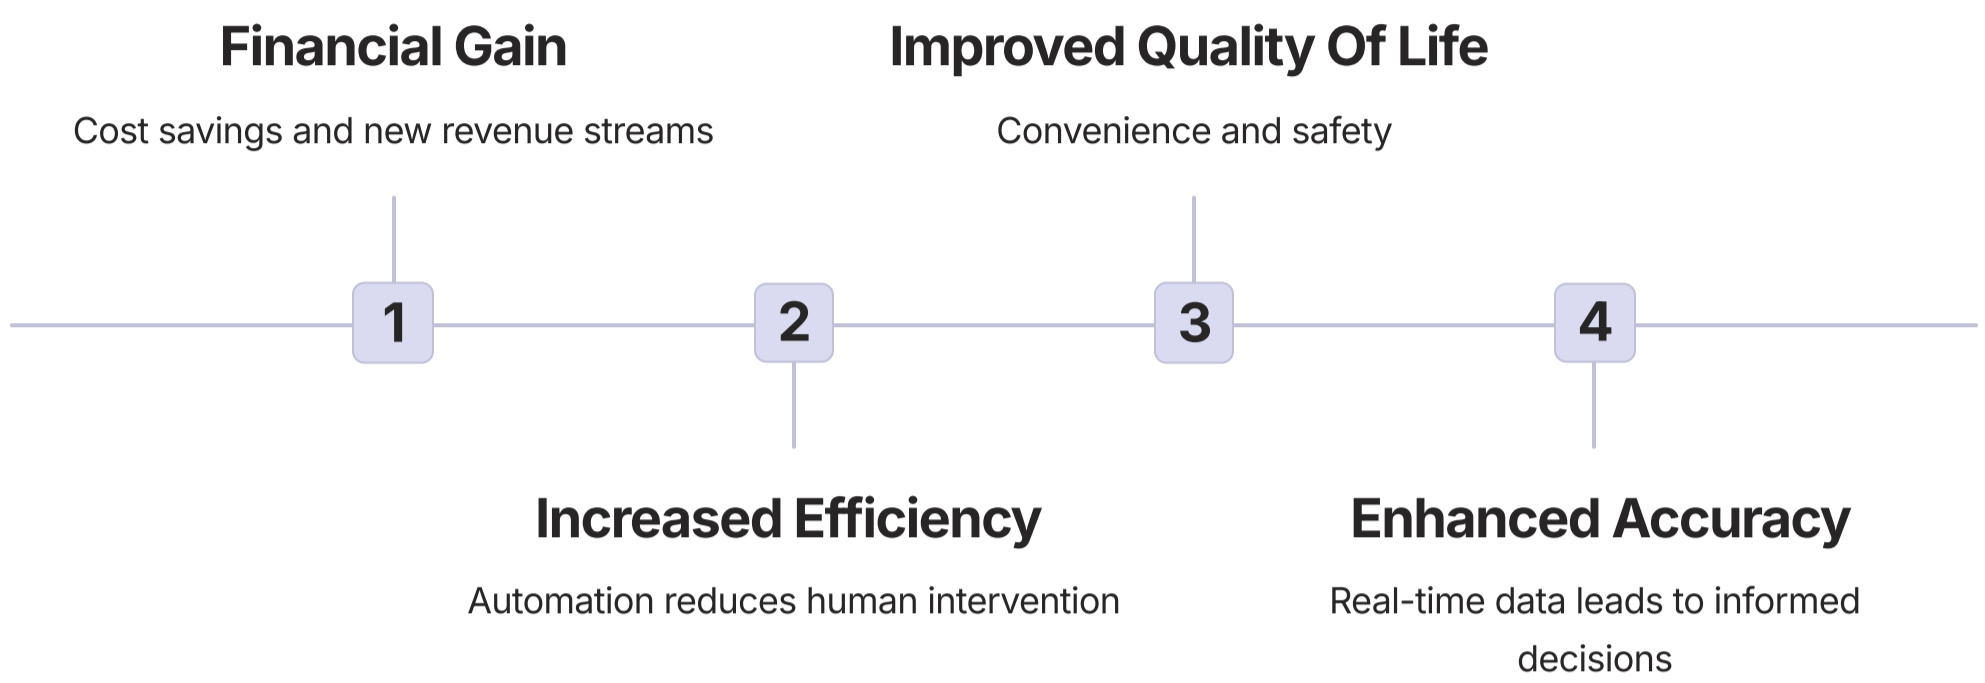 Financial Gain
Cost savings and new revenue streams
Improved Quality Of Life
Convenience and safety
1
2
3
4
Increased Efficiency
Automation reduces human intervention
Enhanced Accuracy
Real-time data leads to informed
decisions